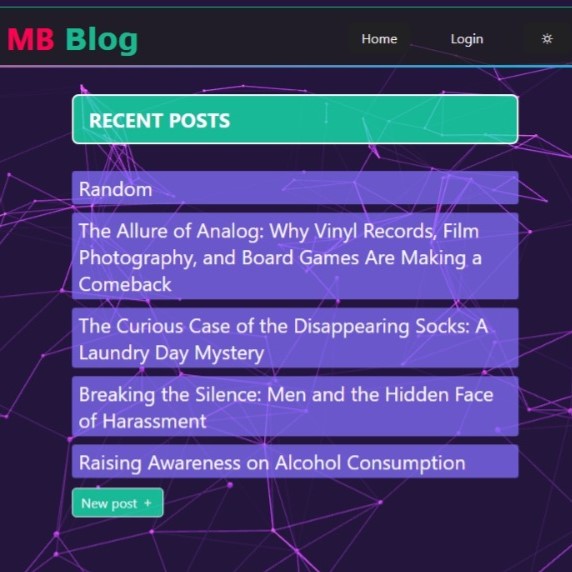 MB Blog
Home
Login
RECENT POSTS
Random
The Allure of Analog: Why Vinyl Records, Film
Photography, and Board Games Are Making a
Comeback
The Curious Case of the Disappearing Socks: A
Laundry Day Mystery
Breaking the Silence: Men and the Hidden Face
of Harassment
Raising Awareness on Alcohol Consumption
New post +